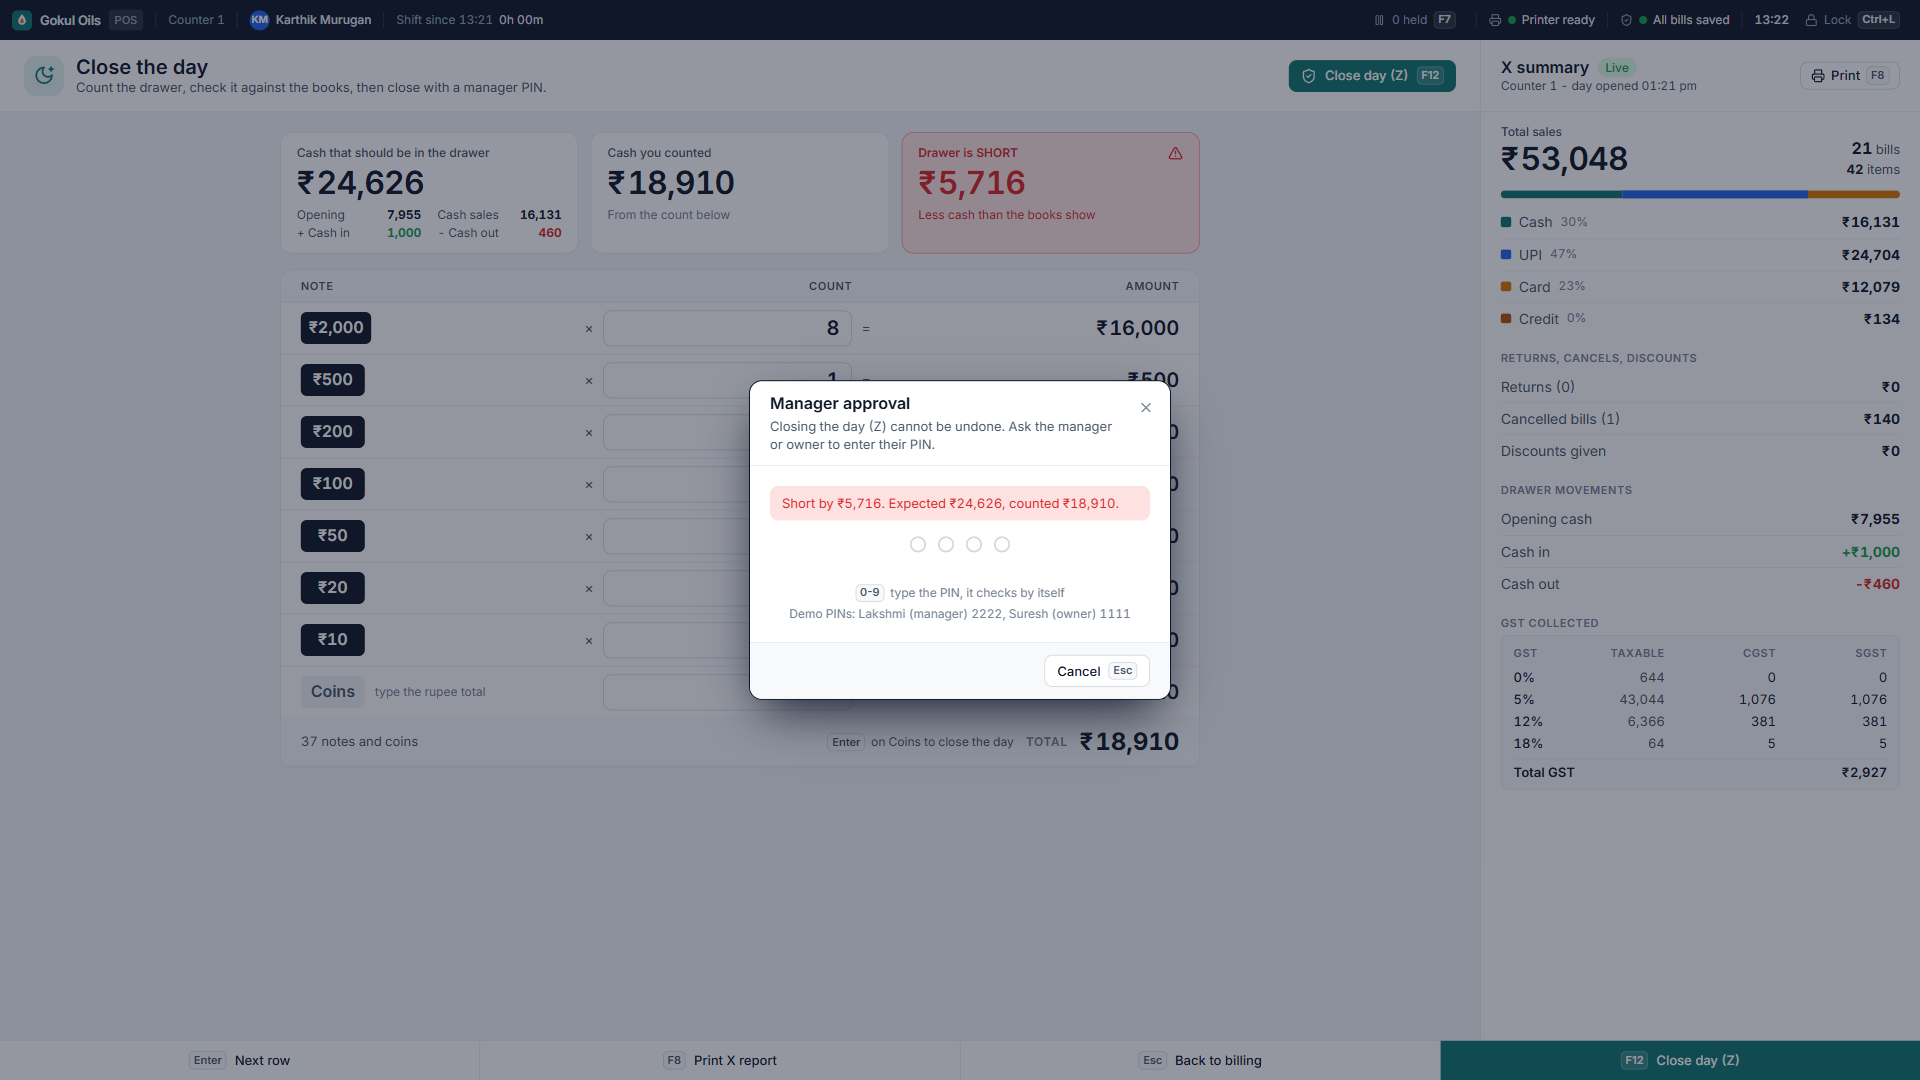 Gokul Oils POS Counter 1 KM Karthik Murugan Shift since 13:21 0h 00m 0 held F7 Printer ready All bills saved 13:22 Lock Ctrl+L
Close the day
Count the drawer, check it against the books, then close with a manager PIN.
Close day (Z) F12
Cash that should be in the drawer
₹24,626
Opening 7,955 Cash sales 16,131
+ Cash in 1,000 - Cash out 460
Cash you counted
₹18,910
From the count below
Drawer is SHORT
₹5,716
Less cash than the books show
NOTE COUNT AMOUNT
₹2,000 × 8 = ₹16,000
₹500 × 1 = ₹500
₹200 ×
₹100 ×
₹50 ×
₹20 ×
₹10 ×
Coins type the rupee total
37 notes and coins Enter on Coins to close the day TOTAL ₹18,910
Manager approval
Closing the day (Z) cannot be undone. Ask the manager
or owner to enter their PIN.
Short by ₹5,716. Expected ₹24,626, counted ₹18,910.
0-9 type the PIN, it checks by itself
Demo PINs: Lakshmi (manager) 2222, Suresh (owner) 1111
Cancel Esc
X summary Live
Counter 1 - day opened 01:21 pm
Print F8
Total sales
₹53,048
21 bills
42 items
Cash 30% ₹16,131
UPI 47% ₹24,704
Card 23% ₹12,079
Credit 0% ₹134
RETURNS, CANCELS, DISCOUNTS
Returns (0) ₹0
Cancelled bills (1) ₹140
Discounts given ₹0
DRAWER MOVEMENTS
Opening cash ₹7,955
Cash in +₹1,000
Cash out -₹460
GST COLLECTED
GST TAXABLE CGST SGST
0% 644 0 0
5% 43,044 1,076 1,076
12% 6,366 381 381
18% 64 5 5
Total GST ₹2,927
Enter Next row
F8 Print X report
Esc Back to billing
F12 Close day (Z)